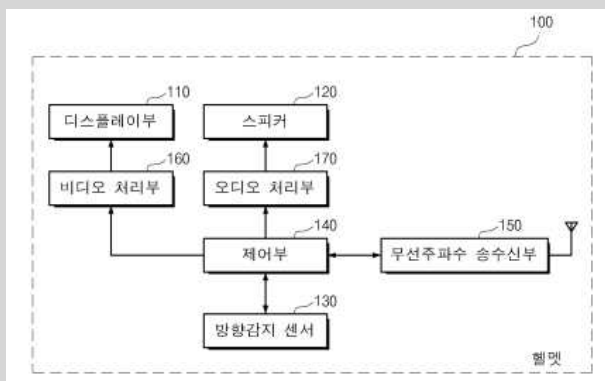 100
110
120
디스플레이부
스피커
160
170
비디오 처리부
오디오 처리부
140
150
제어부
무선주파수 송수신부
130
방향감지 센서
헬멧